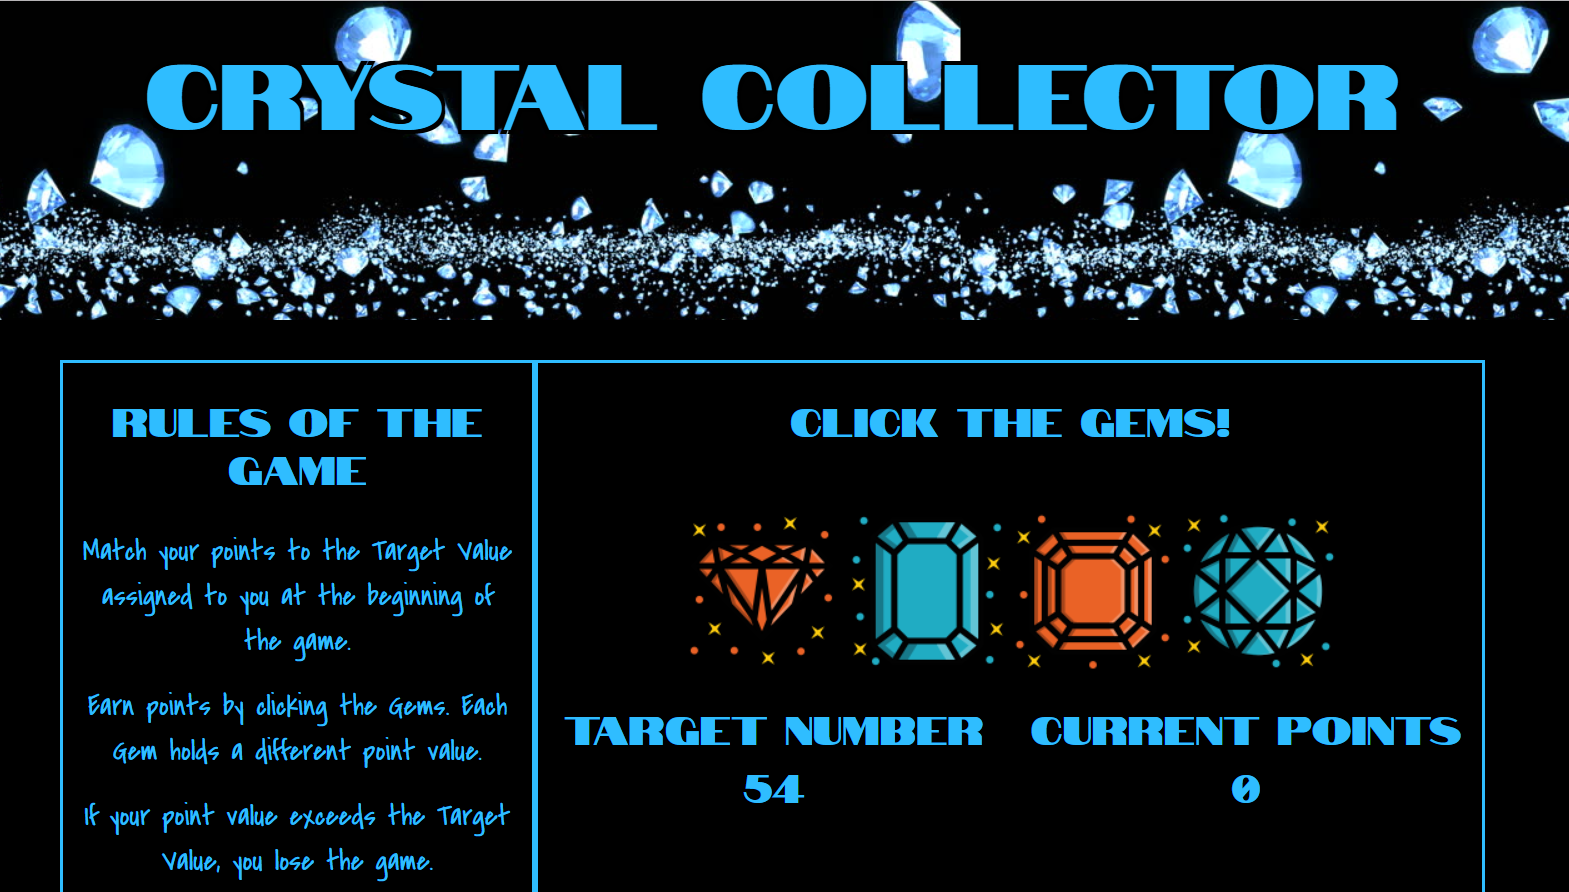 CRYSTAL COLLECTOR
RULES OF THE
GAME
Match your points to the Target Value
assigned to you at the beginning of
the game.
Earn points by clicking the Gems. Each
Gem holds a different point value.
If your point value exceeds the Target
Value, you lose the game.
CLICK THE GEMS!
TARGET NUMBER
54
CURRENT POINTS
0